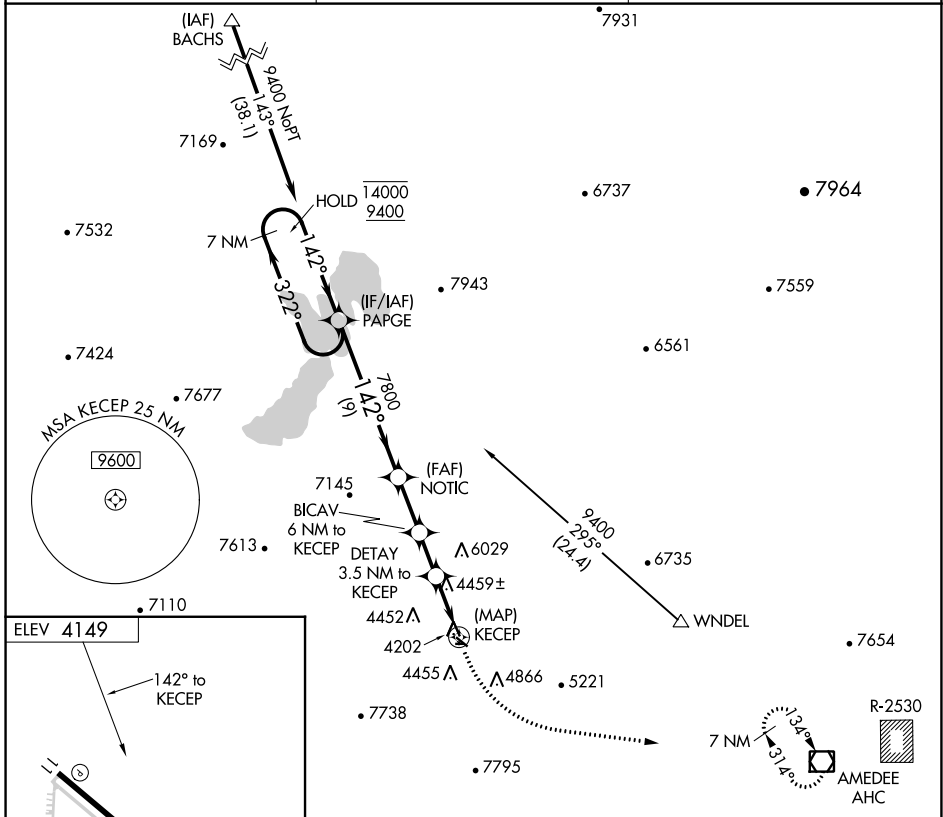 7931
(IAF)
BACHS
9400 NoPT
143°
(38.1)
7169
HOLD 14000
9400
6737
7964
7532
7 NM
142°
322°
(IF/IAF)
PAPGE
7943
7559
7424
6561
7677
7800
142°
(9)
MSA KECEP 25 NM
9600
(FAF)
NOTIC
7145
BICAV
6 NM to
KECEP
7613
DETAY
3.5 NM to
KECEP
6029
4459±
9400
295°
(24.4)
6735
7110
4452
(MAP)
KECEP
4202
WNDEL
7654
4455
4866
5221
7738
7795
R-2530
7 NM
134°
314°
AMEDEE
AHC
ELEV 4149
142° to
KECEP
P